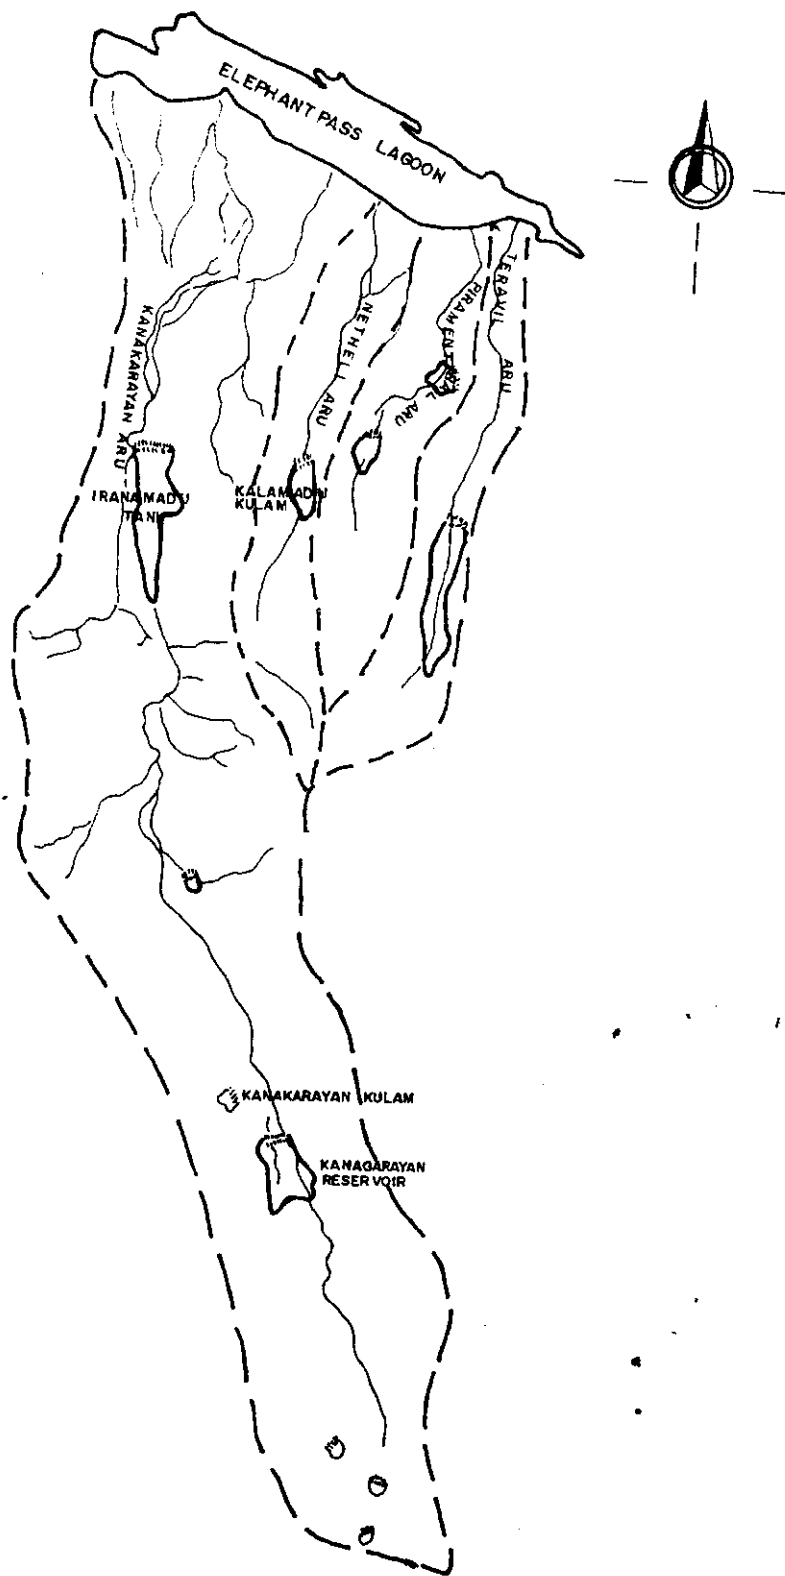 ELEPHANT PASS LAGOON
KANAKARAYAN ARU
NETHELI ARU
PIRAMENTHAL ARU
TERAVIL ARU
IRANAMADU
TANK
KALAMADU
KULAM
KANAKARAYAN KULAM
KANAGARAYAN
RESERVOIR